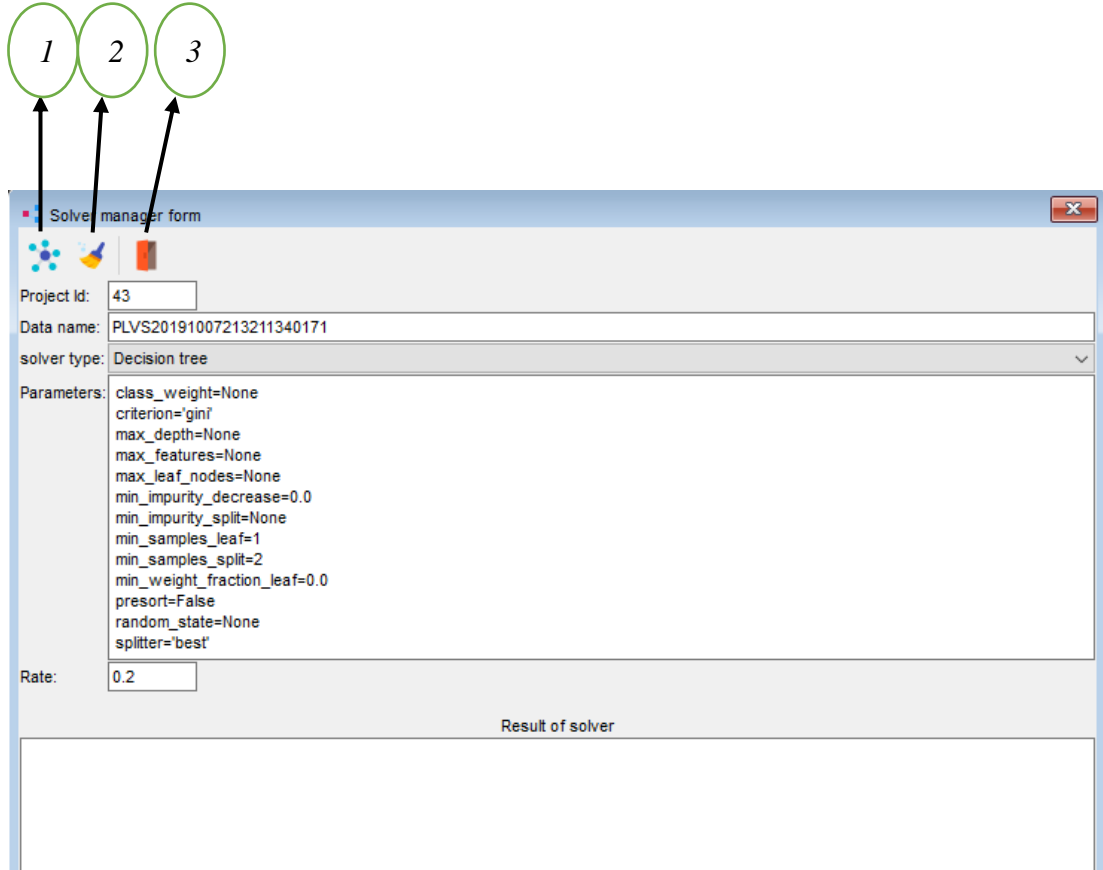 1 2 3
Solver manager form
Project Id: 43
Data name: PLVS20191007213211340171
solver type: Decision tree
Parameters: class_weight=None
criterion='gini'
max_depth=None
max_features=None
max_leaf_nodes=None
min_impurity_decrease=0.0
min_impurity_split=None
min_samples_leaf=1
min_samples_split=2
min_weight_fraction_leaf=0.0
presort=False
random_state=None
splitter='best'
Rate: 0.2
Result of solver